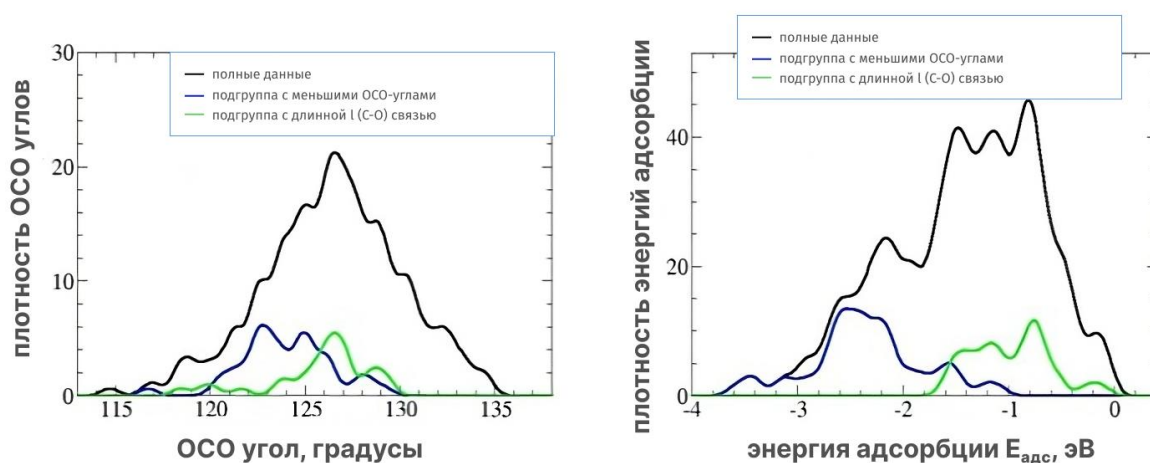 плотность ОСО углов
30
20
10
0
полные данные
подгруппа с меньшими ОСО-углами
подгруппа с длинной l (C-O) связью
115
120
125
130
135
ОСО угол, градусы
плотность энергий адсорбции
40
20
0
полные данные
подгруппа с меньшими ОСО-углами
подгруппа с длинной l (C-O) связью
-4
-3
-2
-1
0
энергия адсорбции Eадс, эВ